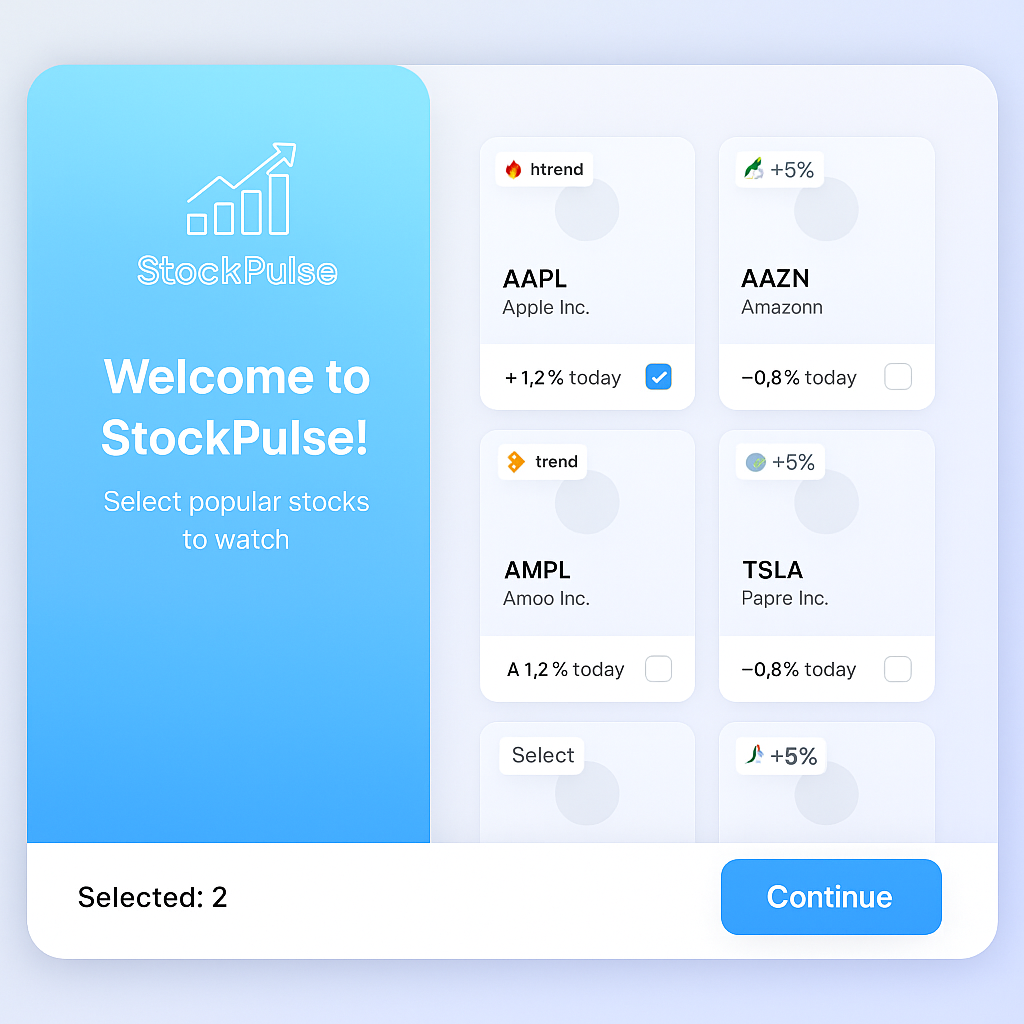 StockPulse
Welcome to
StockPulse!
Select popular stocks
to watch
htrend
AAPL
Apple Inc.
+1,2% today
+5%
AAZN
Amazonn
−0,8% today
trend
AMPL
Amoo Inc.
A 1,2% today
+5%
TSLA
Papre Inc.
−0,8% today
Select
+5%
Selected: 2
Continue